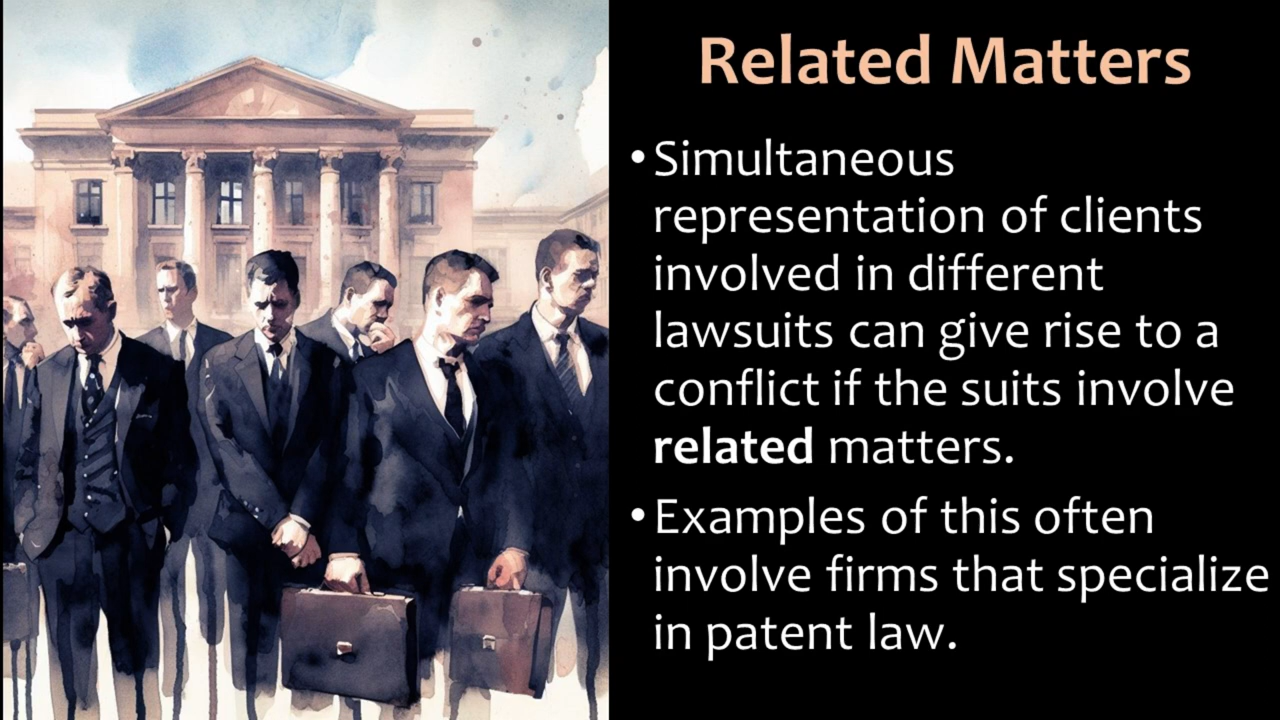 Related Matters
• Simultaneous
representation of clients
involved in different
lawsuits can give rise to a
conflict if the suits involve
related matters.
• Examples of this often
involve firms that specialize
in patent law.